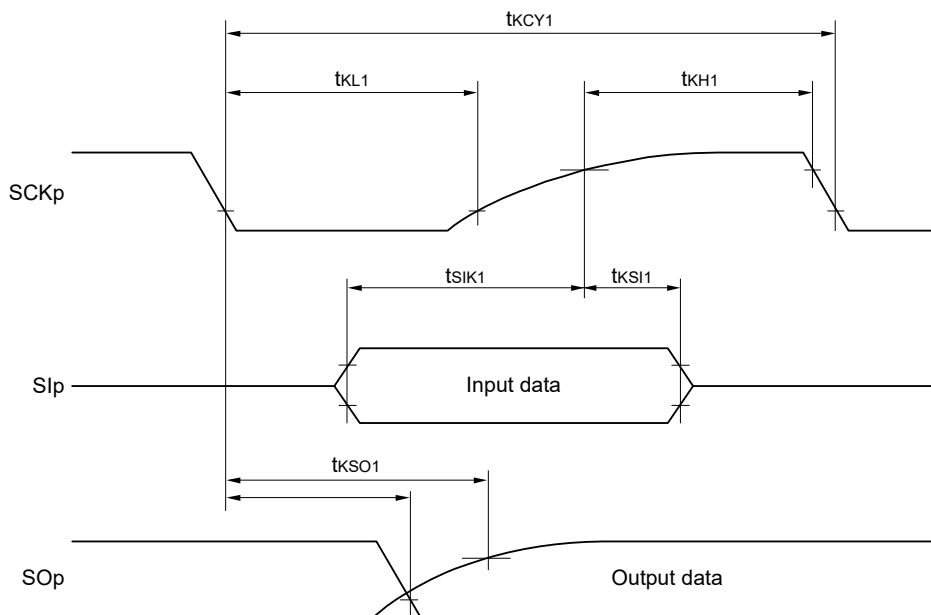 tKCY1
tKL1
tKH1
SCKp
tSIK1
tKSI1
SIp
Input data
tKSO1
SOp
Output data